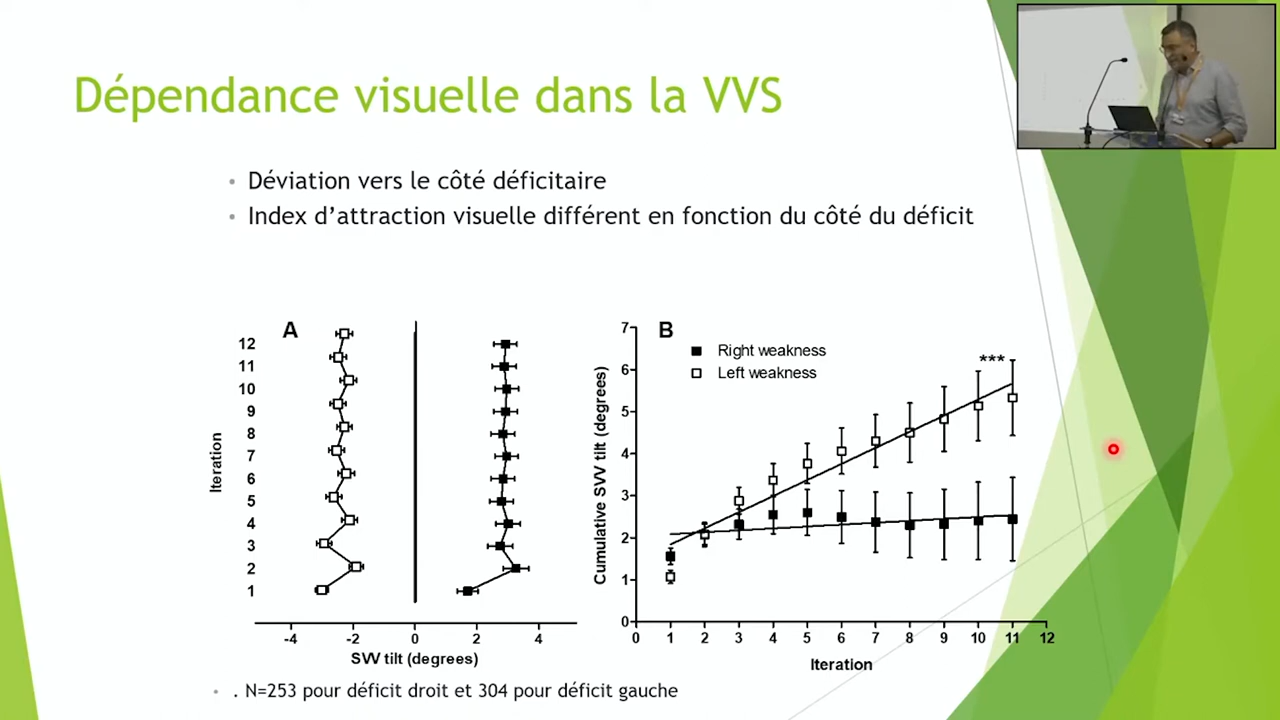 Dépendance visuelle dans la VVS
• Déviation vers le côté déficitaire
• Index d'attraction visuelle différent en fonction du côté du déficit
A
12
11
10
9
8
7
6
5
4
3
2
1
Iteration
-4 -2 0 2 4
SVV tilt (degrees)
B
Right weakness
Left weakness
***
7
6
5
4
3
2
1
0
Cumulative SVV tilt (degrees)
0 1 2 3 4 5 6 7 8 9 10 11 12
Iteration
• . N=253 pour déficit droit et 304 pour déficit gauche